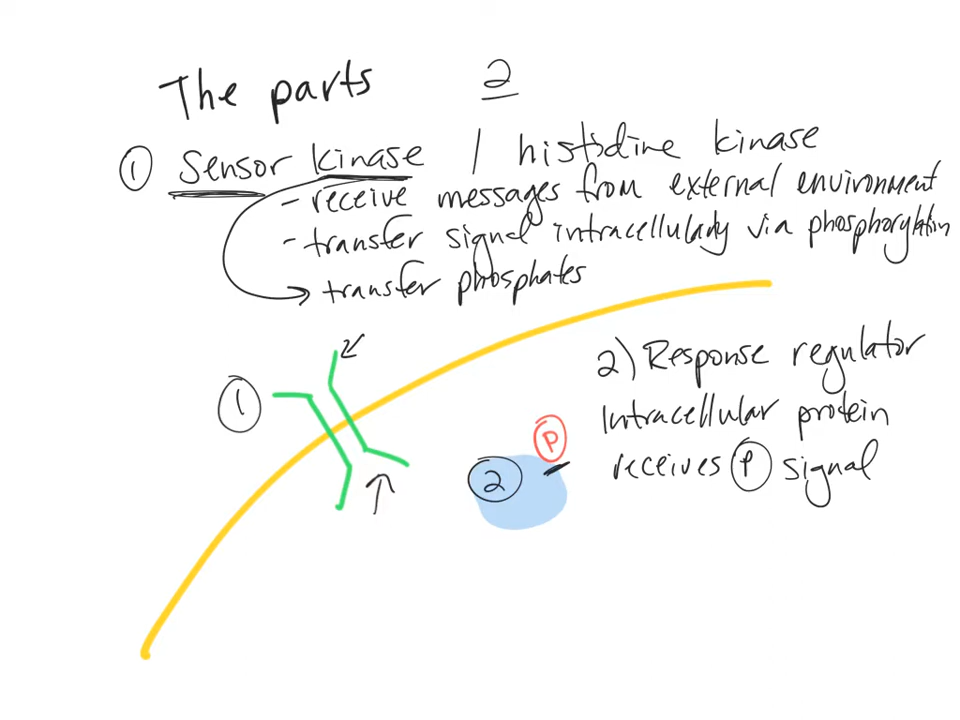 The parts 2
① Sensor kinase / histidine kinase
- receive messages from external environment
- transfer signal intracellularly via phosphorylation
transfer phosphates
2) Response regulator
① Intracellular protein
P receives P signal
2